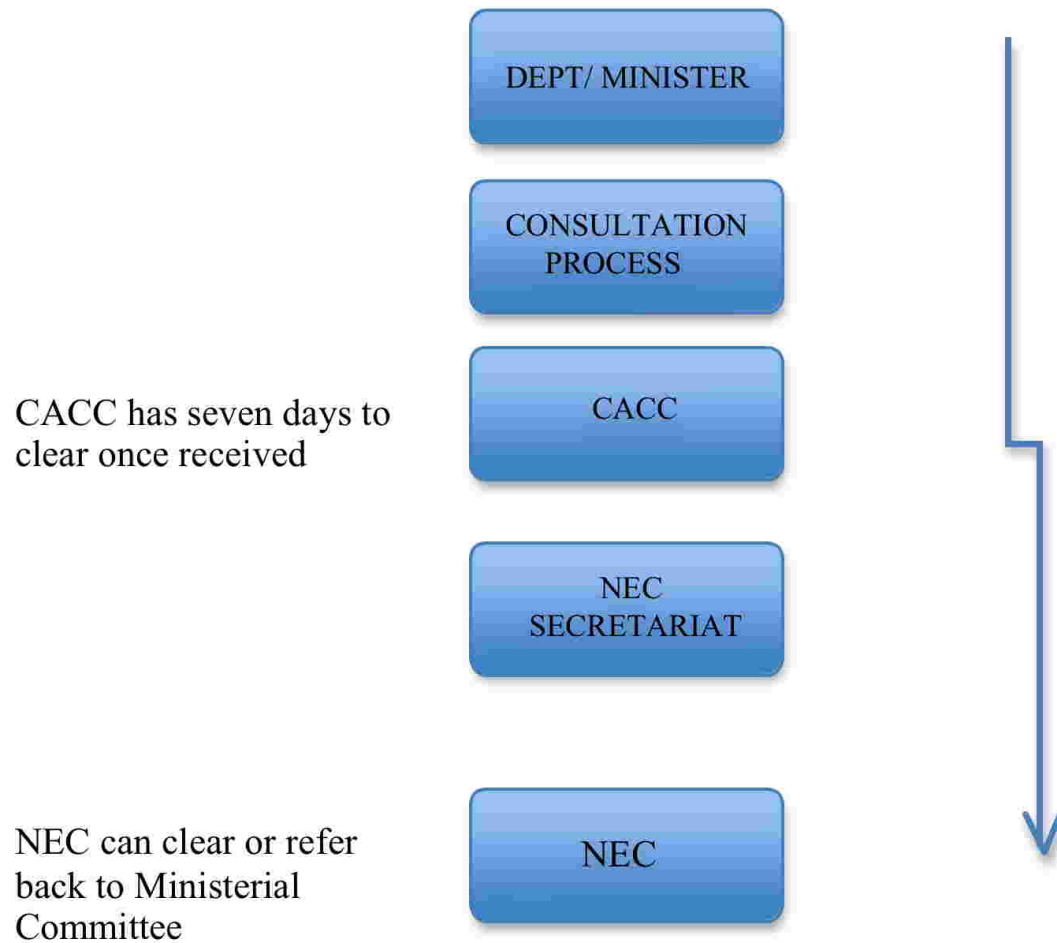 DEPT/ MINISTER
CONSULTATION
PROCESS
CACC has seven days to
clear once received
CACC
NEC
SECRETARIAT
NEC can clear or refer
back to Ministerial
Committee
NEC